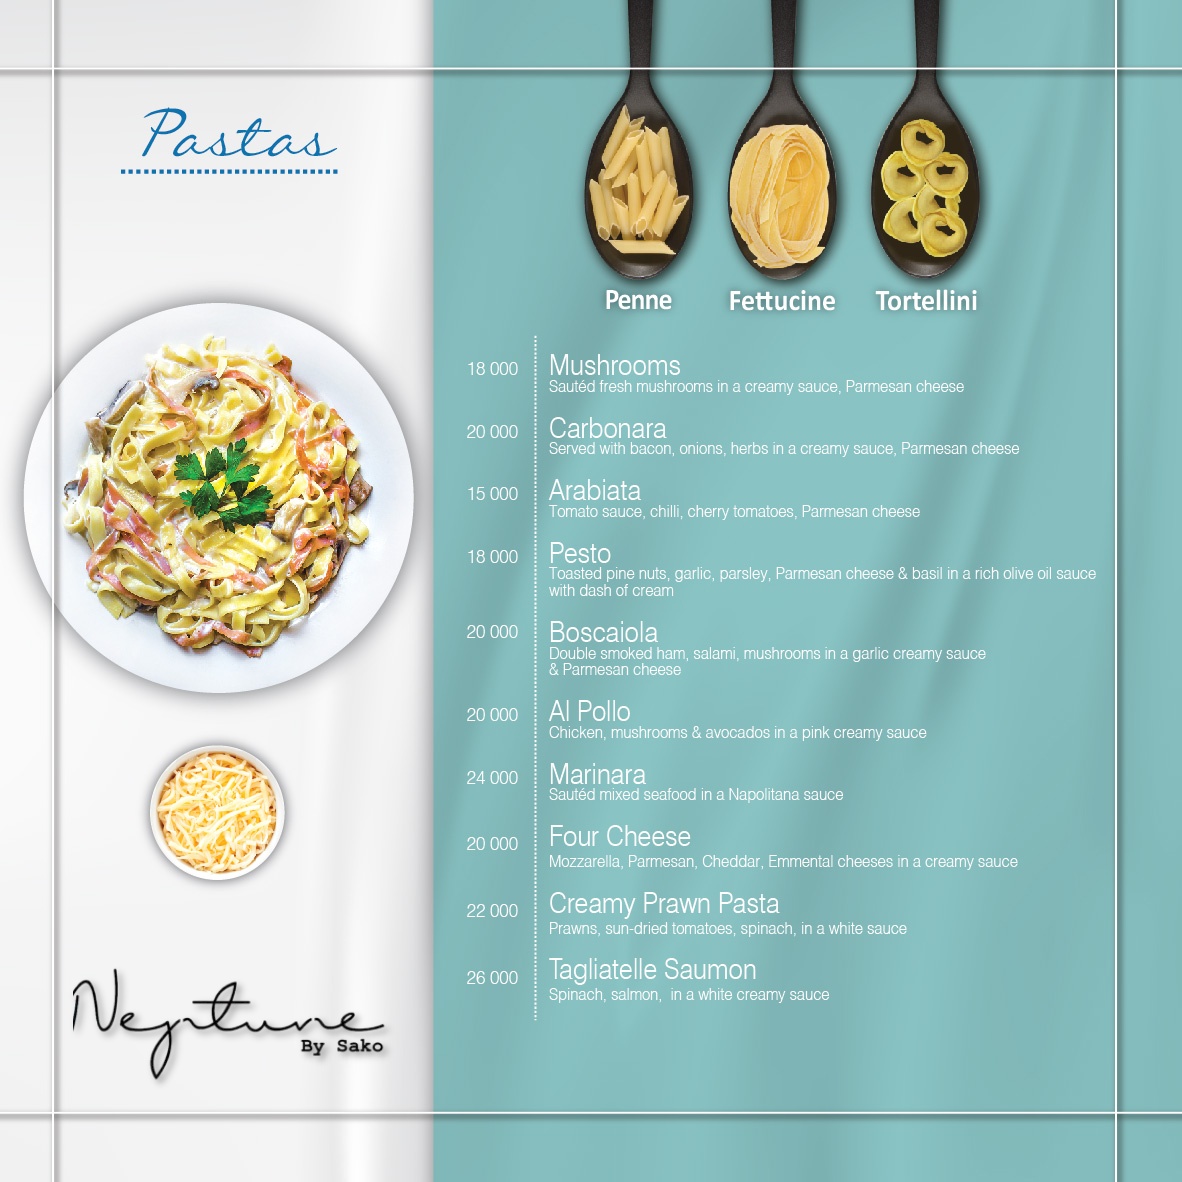 Pastas
Penne
Fettucine
Tortellini
18 000 Mushrooms
Sautéd fresh mushrooms in a creamy sauce, Parmesan cheese
20 000 Carbonara
Served with bacon, onions, herbs in a creamy sauce, Parmesan cheese
15 000 Arabiata
Tomato sauce, chilli, cherry tomatoes, Parmesan cheese
18 000 Pesto
Toasted pine nuts, garlic, parsley, Parmesan cheese & basil in a rich olive oil sauce
with dash of cream
20 000 Boscaiola
Double smoked ham, salami, mushrooms in a garlic creamy sauce
& Parmesan cheese
20 000 Al Pollo
Chicken, mushrooms & avocados in a pink creamy sauce
24 000 Marinara
Sautéd mixed seafood in a Napolitana sauce
20 000 Four Cheese
Mozzarella, Parmesan, Cheddar, Emmental cheeses in a creamy sauce
22 000 Creamy Prawn Pasta
Prawns, sun-dried tomatoes, spinach, in a white sauce
26 000 Tagliatelle Saumon
Spinach, salmon,  in a white creamy sauce
Neptune
By Sako